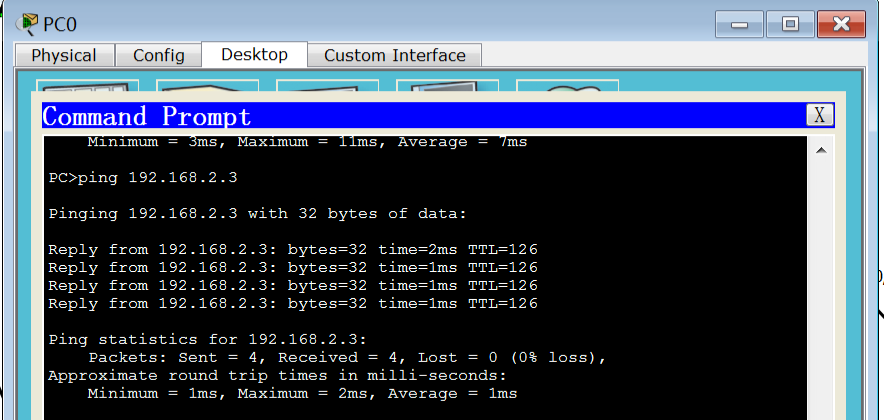 PC0
Physical Config Desktop Custom Interface
Command Prompt X
Minimum = 3ms, Maximum = 11ms, Average = 7ms
PC>ping 192.168.2.3
Pinging 192.168.2.3 with 32 bytes of data:
Reply from 192.168.2.3: bytes=32 time=2ms TTL=126
Reply from 192.168.2.3: bytes=32 time=1ms TTL=126
Reply from 192.168.2.3: bytes=32 time=1ms TTL=126
Reply from 192.168.2.3: bytes=32 time=1ms TTL=126
Ping statistics for 192.168.2.3:
Packets: Sent = 4, Received = 4, Lost = 0 (0% loss),
Approximate round trip times in milli-seconds:
Minimum = 1ms, Maximum = 2ms, Average = 1ms